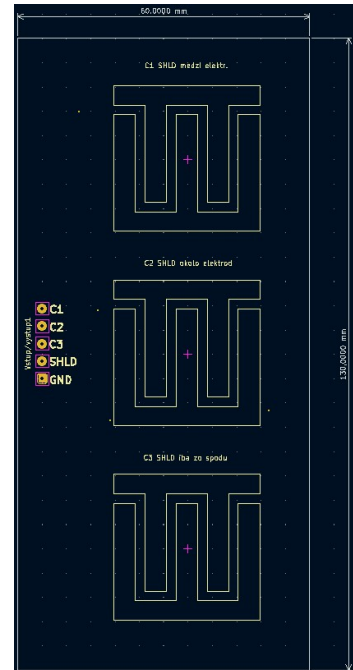 60.0000 mm
C1 SHLD medzi elektr.
C2 SHLD okolo elektrod
Vstup/vystup1
C1
C2
C3
SHLD
GND
130.0000 mm
C3 SHLD iba zo spodu